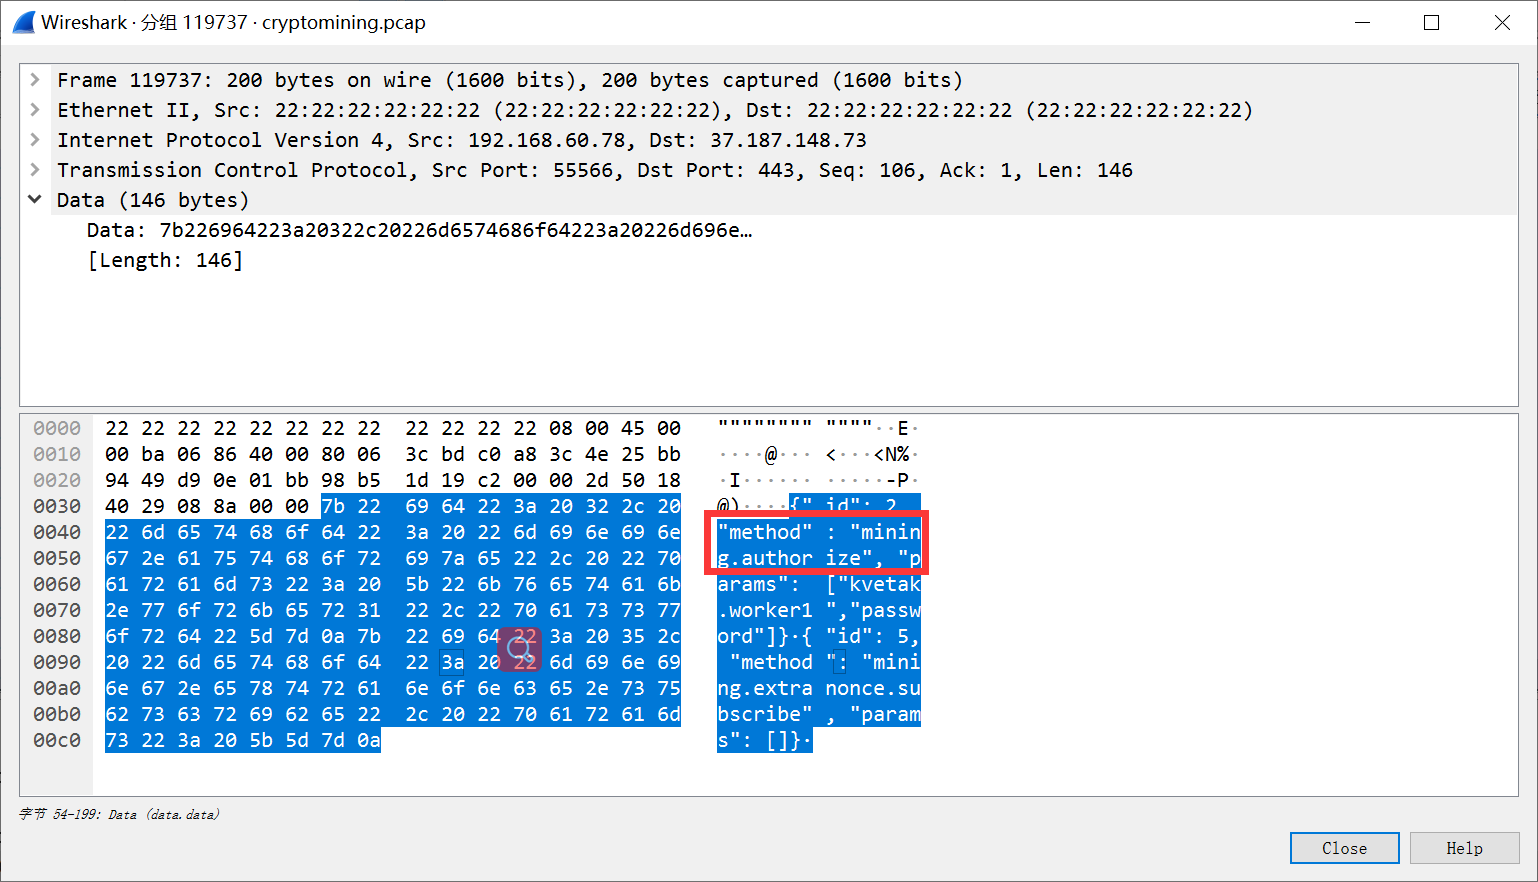 Wireshark · 分组 119737 · cryptomining.pcap
Frame 119737: 200 bytes on wire (1600 bits), 200 bytes captured (1600 bits)
Ethernet II, Src: 22:22:22:22:22:22 (22:22:22:22:22:22), Dst: 22:22:22:22:22:22 (22:22:22:22:22:22)
Internet Protocol Version 4, Src: 192.168.60.78, Dst: 37.187.148.73
Transmission Control Protocol, Src Port: 55566, Dst Port: 443, Seq: 106, Ack: 1, Len: 146
Data (146 bytes)
Data: 7b226964223a20322c20226d6574686f64223a20226d696e…
[Length: 146]
0000 22 22 22 22 22 22 22 22 22 22 22 22 08 00 45 00 """""""" """"··E·
0010 00 ba 06 86 40 00 80 06 3c bd c0 a8 3c 4e 25 bb ····@··· <···<N%·
0020 94 49 d9 0e 01 bb 98 b5 1d 19 c2 00 00 2d 50 18 ·I······ ·····-P·
0030 40 29 08 8a 00 00 7b 22 69 64 22 3a 20 32 2c 20 @)····{" id": 2,
0040 22 6d 65 74 68 6f 64 22 3a 20 22 6d 69 6e 69 6e "method" : "minin
0050 67 2e 61 75 74 68 6f 72 69 7a 65 22 2c 20 22 70 g.author ize", "p
0060 61 72 61 6d 73 22 3a 20 5b 22 6b 76 65 74 61 6b arams": ["kvetak
0070 2e 77 6f 72 6b 65 72 31 22 2c 22 70 61 73 73 77 .worker1 ","passw
0080 6f 72 64 22 5d 7d 0a 7b 22 69 64 22 3a 20 35 2c ord"]}·{ "id": 5,
0090 20 22 6d 65 74 68 6f 64 22 3a 20 22 6d 69 6e 69 "method ": "mini
00a0 6e 67 2e 65 78 74 72 61 6e 6f 6e 63 65 2e 73 75 ng.extra nonce.su
00b0 62 73 63 72 69 62 65 22 2c 20 22 70 61 72 61 6d bscribe" , "param
00c0 73 22 3a 20 5b 5d 7d 0a s": []}·
字节 54-199: Data (data.data)
Close Help